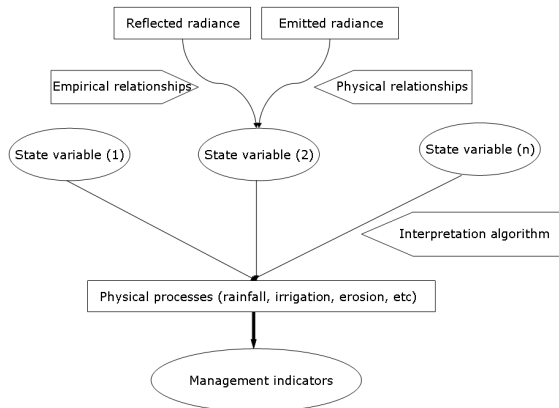 Reflected radiance
Emitted radiance
Empirical relationships
Physical relationships
State variable (1)
State variable (2)
State variable (n)
Interpretation algorithm
Physical processes (rainfall, irrigation, erosion, etc)
Management indicators